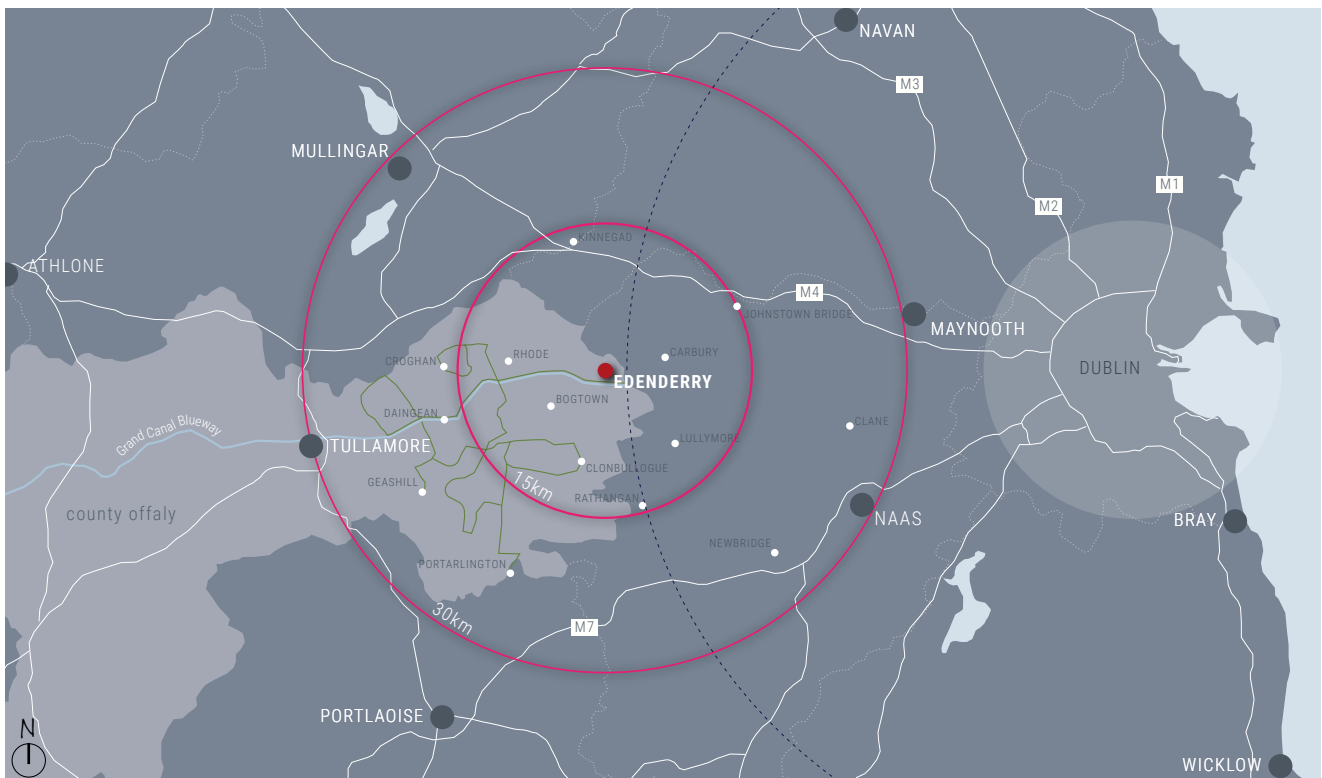 NAVAN
M3
MULLINGAR
M1
M2
KINNEGAD
ATHLONE
M4
JOHNSTOWN BRIDGE
MAYNOOTH
RHODE
CARBURY
CROGHAN
DUBLIN
EDENDERRY
BOGTOWN
DAINGEAN
Grand Canal Blueway
CLANE
LULLYMORE
TULLAMORE
CLONBULLOGUE
GEASHILL
15km
RATHANGAN
county offaly
NAAS
BRAY
NEWBRIDGE
PORTARLINGTON
30km
M7
PORTLAOISE
N
WICKLOW